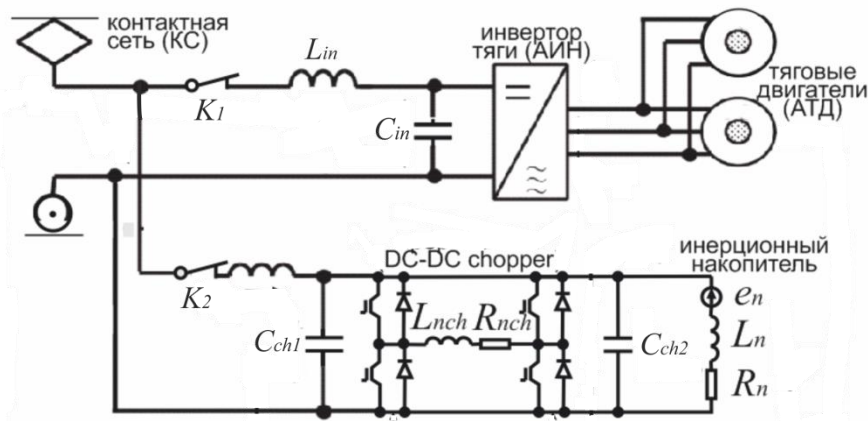 контактная
сеть (КС)
K1
Lin
Cin
инвертор
тяги (АИН)
тяговые
двигатели
(АТД)
K2
DC-DC chopper
инерционный
накопитель
Cch1
Lnch Rnch
Cch2
en
Ln
Rn